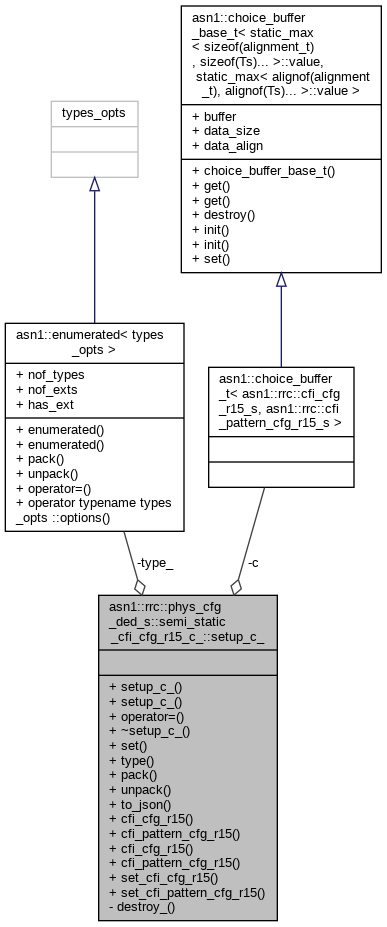 asn1::choice_buffer
_base_t< static_max
< sizeof(alignment_t)
, sizeof(Ts)... >::value,
static_max< alignof(alignment
_t), alignof(Ts)... >::value >
+ buffer
+ data_size
+ data_align
+ choice_buffer_base_t()
+ get()
+ get()
+ destroy()
+ init()
+ init()
+ set()
types_opts
asn1::enumerated< types
_opts >
+ nof_types
+ nof_exts
+ has_ext
+ enumerated()
+ enumerated()
+ pack()
+ unpack()
+ operator=()
+ operator typename types
_opts ::options()
asn1::choice_buffer
_t< asn1::rrc::cfi_cfg
_r15_s, asn1::rrc::cfi
_pattern_cfg_r15_s >
-type_
-c
asn1::rrc::phys_cfg
_ded_s::semi_static
_cfi_cfg_r15_c_::setup_c_
+ setup_c_()
+ setup_c_()
+ operator=()
+ ~setup_c_()
+ set()
+ type()
+ pack()
+ unpack()
+ to_json()
+ cfi_cfg_r15()
+ cfi_pattern_cfg_r15()
+ cfi_cfg_r15()
+ cfi_pattern_cfg_r15()
+ set_cfi_cfg_r15()
+ set_cfi_pattern_cfg_r15()
- destroy_()